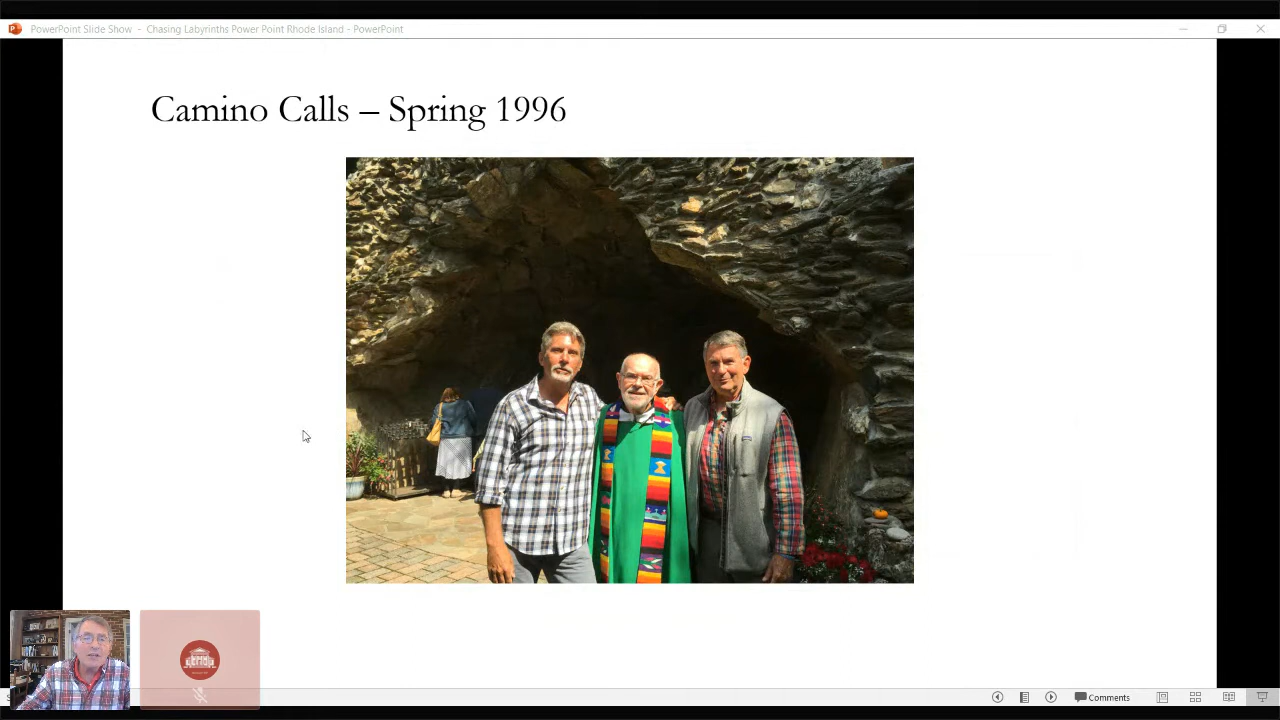 PowerPoint Slide Show - Chasing Labyrinths Power Point Rhode Island - PowerPoint
Camino Calls – Spring 1996
Comments